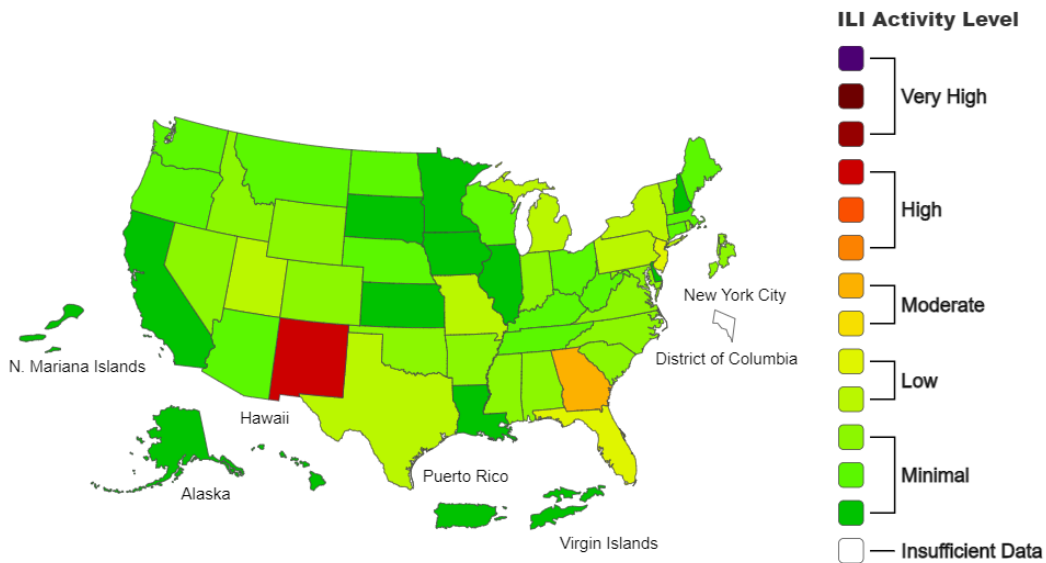 ILI Activity Level
Very High
High
Moderate
Low
Minimal
Insufficient Data
New York City
District of Columbia
N. Mariana Islands
Hawaii
Alaska
Puerto Rico
Virgin Islands